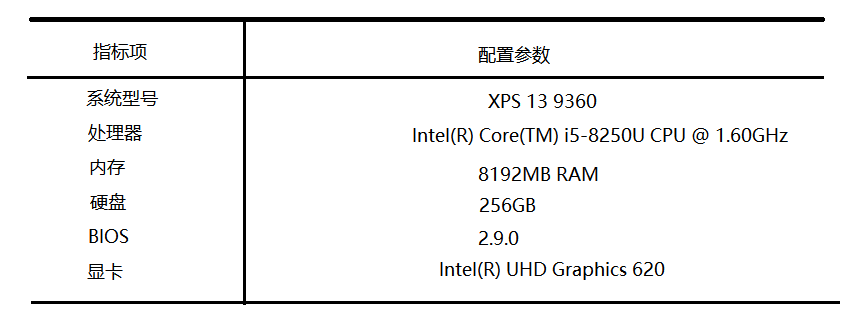 指标项 配置参数
系统型号 XPS 13 9360
处理器 Intel(R) Core(TM) i5-8250U CPU @ 1.60GHz
内存 8192MB RAM
硬盘 256GB
BIOS 2.9.0
显卡 Intel(R) UHD Graphics 620